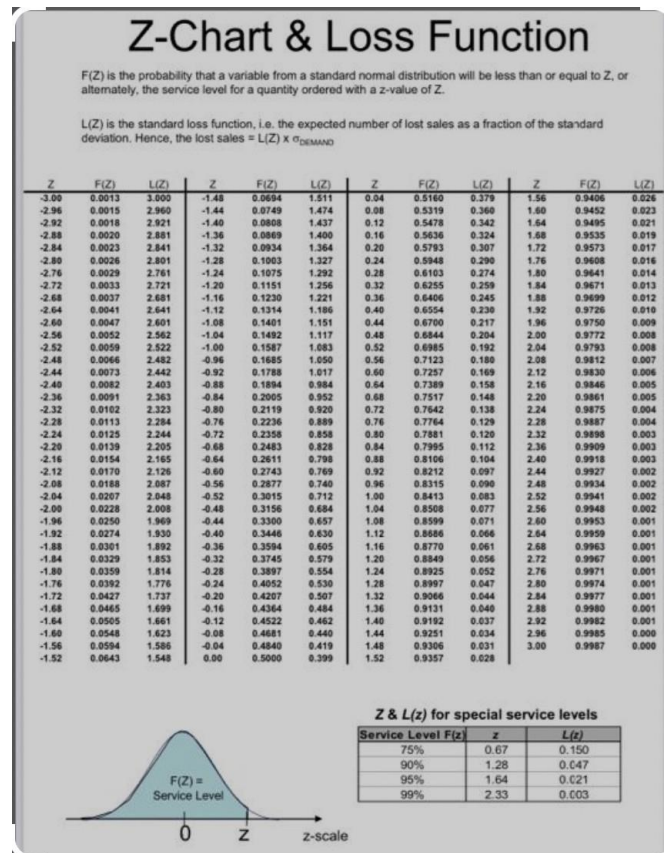 Z-Chart & Loss Function
F(Z) is the probability that a variable from a standard normal distribution will be less than or equal to Z, or
alternately, the service level for a quantity ordered with a z-value of Z.
L(Z) is the standard loss function, i.e. the expected number of lost sales as a fraction of the standard
deviation. Hence, the lost sales = L(Z) x σDEMAND
Z F(Z) L(Z) Z F(Z) L(Z) Z F(Z) L(Z) Z F(Z) L(Z)
-3.00 0.0013 3.000 -1.48 0.0694 1.511 0.04 0.5160 0.379 1.56 0.9406 0.026
-2.96 0.0015 2.960 -1.44 0.0749 1.474 0.08 0.5319 0.360 1.60 0.9452 0.023
-2.92 0.0018 2.921 -1.40 0.0808 1.437 0.12 0.5478 0.342 1.64 0.9495 0.021
-2.88 0.0020 2.881 -1.36 0.0869 1.400 0.16 0.5636 0.324 1.68 0.9535 0.019
-2.84 0.0023 2.841 -1.32 0.0934 1.364 0.20 0.5793 0.307 1.72 0.9573 0.017
-2.80 0.0026 2.801 -1.28 0.1003 1.327 0.24 0.5948 0.290 1.76 0.9608 0.016
-2.76 0.0029 2.761 -1.24 0.1075 1.292 0.28 0.6103 0.274 1.80 0.9641 0.014
-2.72 0.0033 2.721 -1.20 0.1151 1.256 0.32 0.6255 0.259 1.84 0.9671 0.013
-2.68 0.0037 2.681 -1.16 0.1230 1.221 0.36 0.6406 0.245 1.88 0.9699 0.012
-2.64 0.0041 2.641 -1.12 0.1314 1.186 0.40 0.6554 0.230 1.92 0.9726 0.010
-2.60 0.0047 2.601 -1.08 0.1401 1.151 0.44 0.6700 0.217 1.96 0.9750 0.009
-2.56 0.0052 2.562 -1.04 0.1492 1.117 0.48 0.6844 0.204 2.00 0.9772 0.008
-2.52 0.0059 2.522 -1.00 0.1587 1.083 0.52 0.6985 0.192 2.04 0.9793 0.008
-2.48 0.0066 2.482 -0.96 0.1685 1.050 0.56 0.7123 0.180 2.08 0.9812 0.007
-2.44 0.0073 2.442 -0.92 0.1788 1.017 0.60 0.7257 0.169 2.12 0.9830 0.006
-2.40 0.0082 2.403 -0.88 0.1894 0.984 0.64 0.7389 0.158 2.16 0.9846 0.005
-2.36 0.0091 2.363 -0.84 0.2005 0.952 0.68 0.7517 0.148 2.20 0.9861 0.005
-2.32 0.0102 2.323 -0.80 0.2119 0.920 0.72 0.7642 0.138 2.24 0.9875 0.004
-2.28 0.0113 2.284 -0.76 0.2236 0.889 0.76 0.7764 0.129 2.28 0.9887 0.004
-2.24 0.0125 2.244 -0.72 0.2358 0.858 0.80 0.7881 0.120 2.32 0.9898 0.003
-2.20 0.0139 2.205 -0.68 0.2483 0.828 0.84 0.7995 0.112 2.36 0.9909 0.003
-2.16 0.0154 2.165 -0.64 0.2611 0.798 0.88 0.8106 0.104 2.40 0.9918 0.003
-2.12 0.0170 2.126 -0.60 0.2743 0.769 0.92 0.8212 0.097 2.44 0.9927 0.002
-2.08 0.0188 2.087 -0.56 0.2877 0.740 0.96 0.8315 0.090 2.48 0.9934 0.002
-2.04 0.0207 2.048 -0.52 0.3015 0.712 1.00 0.8413 0.083 2.52 0.9941 0.002
-2.00 0.0228 2.008 -0.48 0.3156 0.684 1.04 0.8508 0.077 2.56 0.9948 0.002
-1.96 0.0250 1.969 -0.44 0.3300 0.657 1.08 0.8599 0.071 2.60 0.9953 0.001
-1.92 0.0274 1.930 -0.40 0.3446 0.630 1.12 0.8686 0.066 2.64 0.9959 0.001
-1.88 0.0301 1.892 -0.36 0.3594 0.605 1.16 0.8770 0.061 2.68 0.9963 0.001
-1.84 0.0329 1.853 -0.32 0.3745 0.579 1.20 0.8849 0.056 2.72 0.9967 0.001
-1.80 0.0359 1.814 -0.28 0.3897 0.554 1.24 0.8925 0.052 2.76 0.9971 0.001
-1.76 0.0392 1.776 -0.24 0.4052 0.530 1.28 0.8997 0.047 2.80 0.9974 0.001
-1.72 0.0427 1.737 -0.20 0.4207 0.507 1.32 0.9066 0.044 2.84 0.9977 0.001
-1.68 0.0465 1.699 -0.16 0.4364 0.484 1.36 0.9131 0.040 2.88 0.9980 0.001
-1.64 0.0505 1.661 -0.12 0.4522 0.462 1.40 0.9192 0.037 2.92 0.9982 0.001
-1.60 0.0548 1.623 -0.08 0.4681 0.440 1.44 0.9251 0.034 2.96 0.9985 0.000
-1.56 0.0594 1.586 -0.04 0.4840 0.419 1.48 0.9306 0.031 3.00 0.9987 0.000
-1.52 0.0643 1.548 0.00 0.5000 0.399 1.52 0.9357 0.028
Z & L(z) for special service levels
Service Level F(z) z L(z)
75% 0.67 0.150
90% 1.28 0.047
95% 1.64 0.021
99% 2.33 0.003
F(Z) =
Service Level
0 Z z-scale